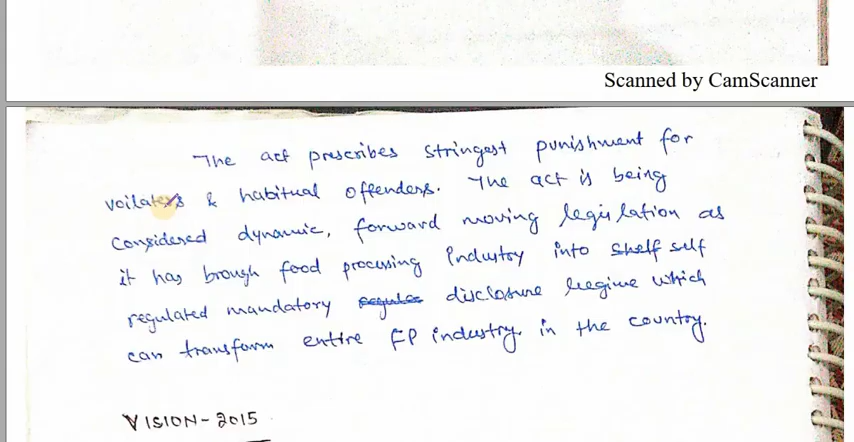 Scanned by CamScanner
The act prescribes stringest punishment for
voilaters & habitual offenders. The act is being
considered dynamic, forward moving legislation as
it has brough food processing industry into shelf self
regulated mandatory regulas disclosure regime which
can transform entire FP industry in the country.
VISION-2015